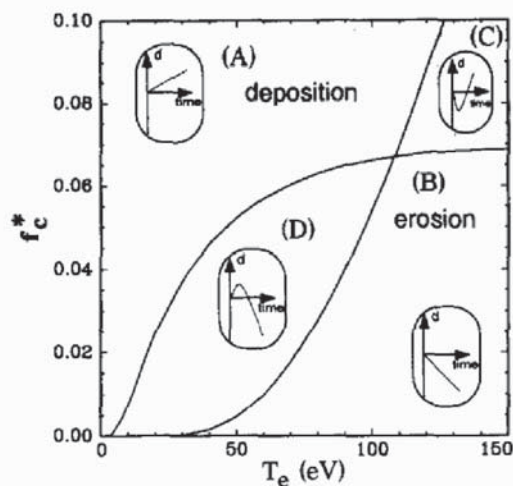 0.10
0.08
0.06
0.04
0.02
0.00
f*c
(A)
deposition
d
time
(C)
d
time
(B)
erosion
(D)
d
time
d
time
0
50
100
150
Te (eV)